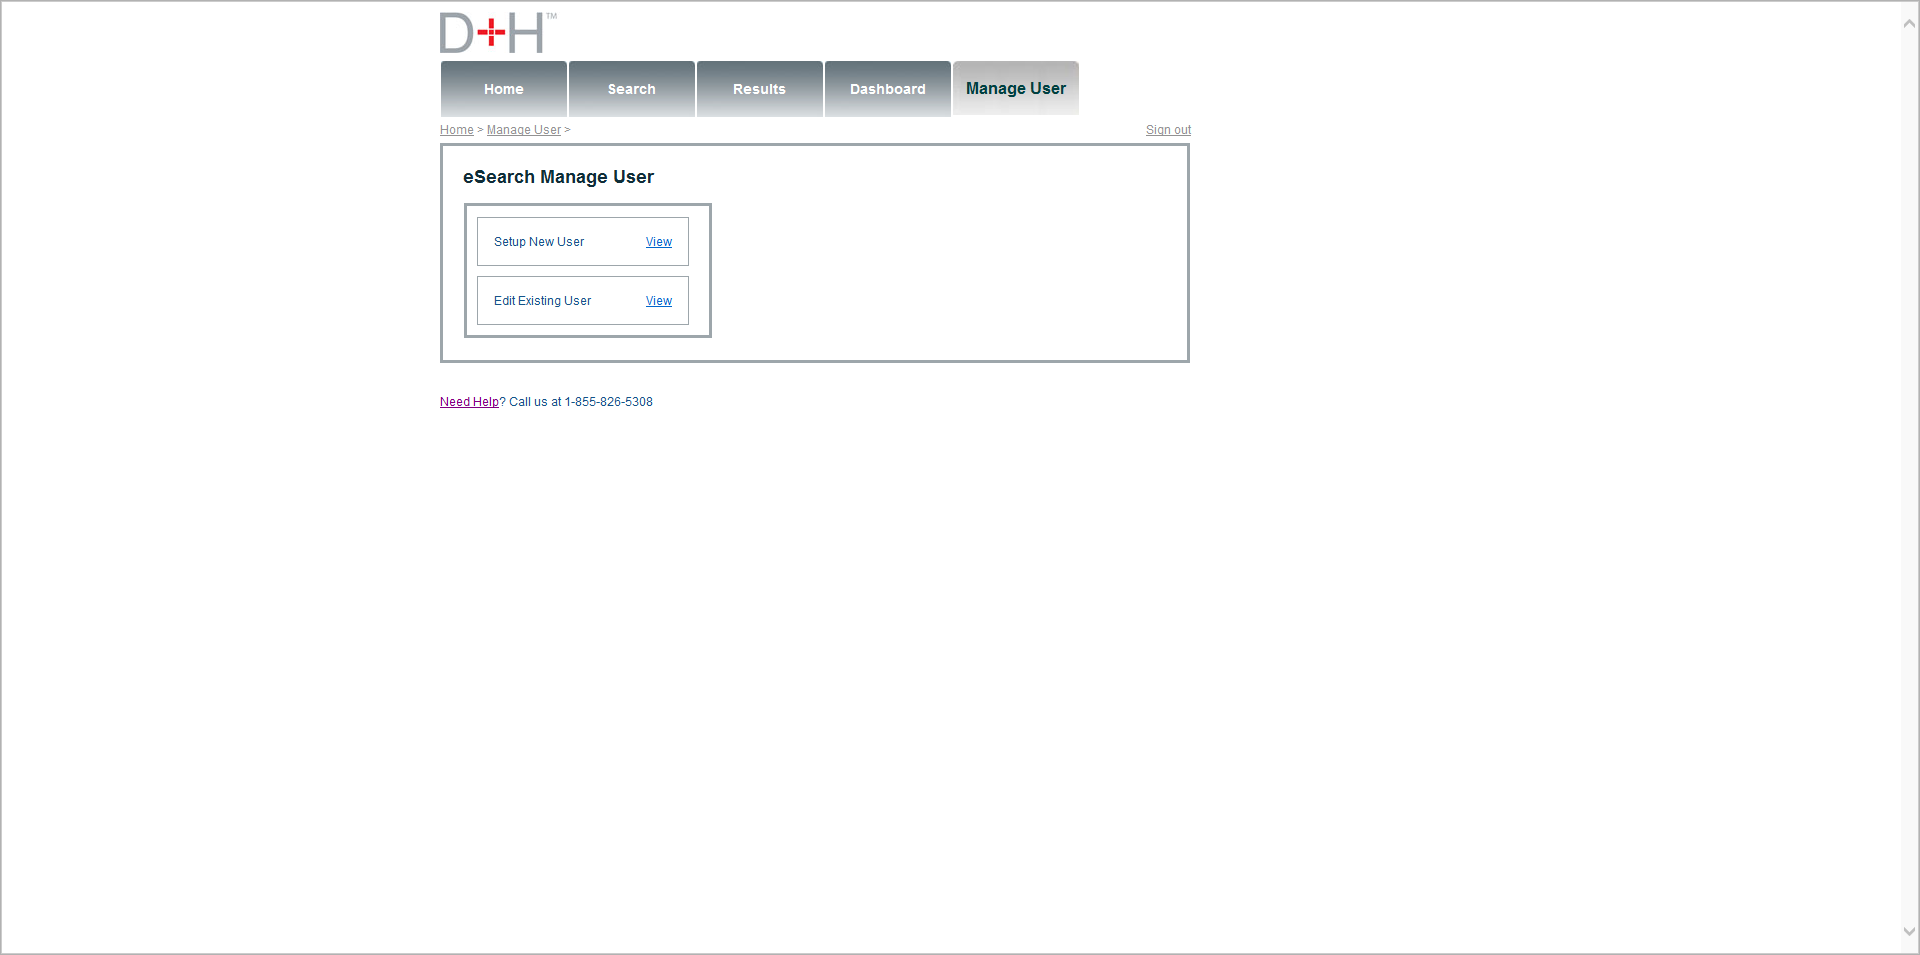 D+H™
Home Search Results Dashboard Manage User
Home > Manage User > Sign out
eSearch Manage User
Setup New User View
Edit Existing User View
Need Help? Call us at 1-855-826-5308